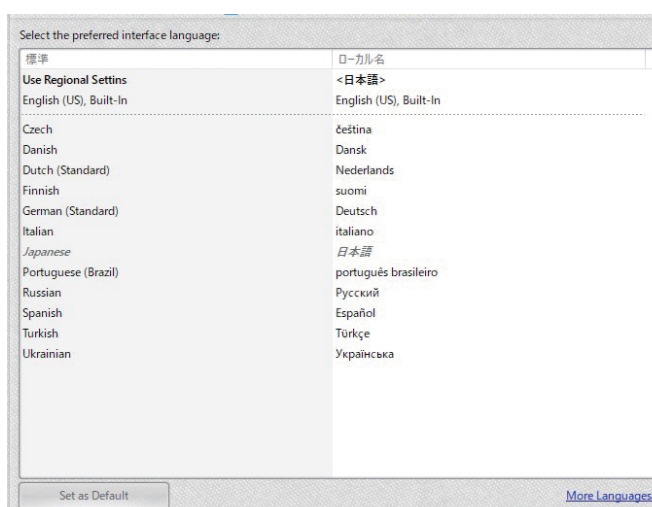 Select the preferred interface language:
標準 ローカル名
Use Regional Settins <日本語>
English (US), Built-In English (US), Built-In
Czech čeština
Danish Dansk
Dutch (Standard) Nederlands
Finnish suomi
German (Standard) Deutsch
Italian italiano
Japanese 日本語
Portuguese (Brazil) português brasileiro
Russian Русский
Spanish Español
Turkish Türkçe
Ukrainian Українська
Set as Default More Languages